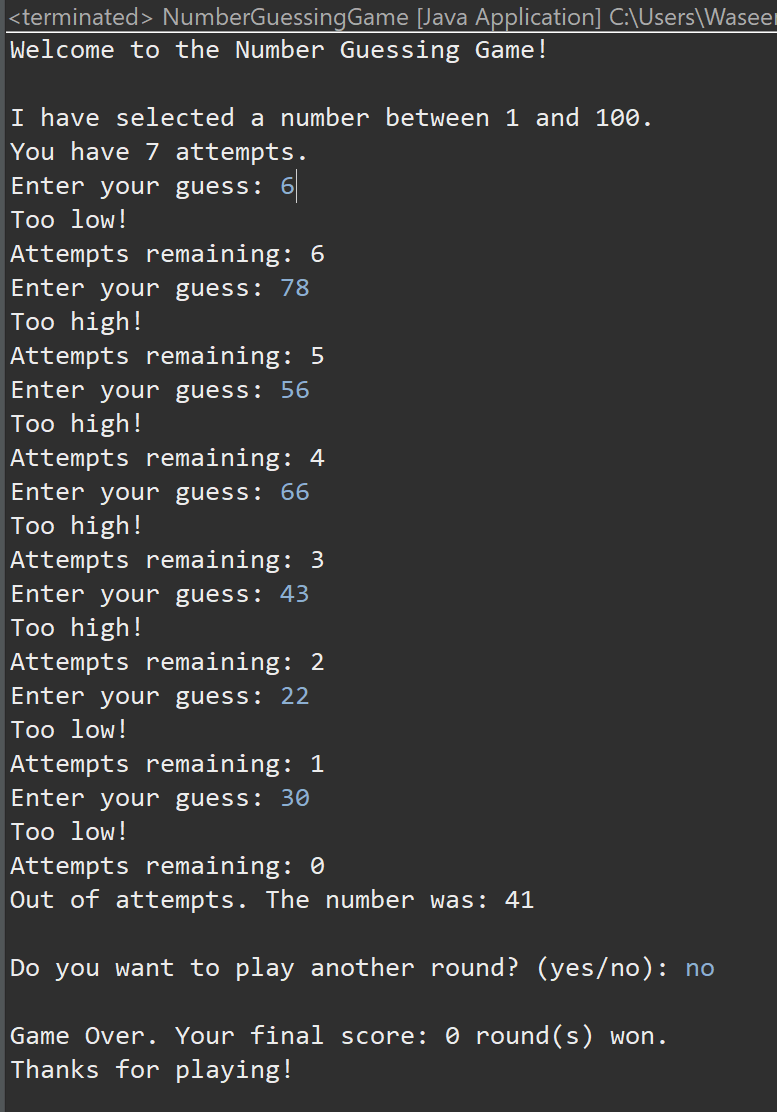 <terminated> NumberGuessingGame [Java Application] C:\Users\Waseer
Welcome to the Number Guessing Game!
I have selected a number between 1 and 100.
You have 7 attempts.
Enter your guess: 6
Too low!
Attempts remaining: 6
Enter your guess: 78
Too high!
Attempts remaining: 5
Enter your guess: 56
Too high!
Attempts remaining: 4
Enter your guess: 66
Too high!
Attempts remaining: 3
Enter your guess: 43
Too high!
Attempts remaining: 2
Enter your guess: 22
Too low!
Attempts remaining: 1
Enter your guess: 30
Too low!
Attempts remaining: 0
Out of attempts. The number was: 41
Do you want to play another round? (yes/no): no
Game Over. Your final score: 0 round(s) won.
Thanks for playing!